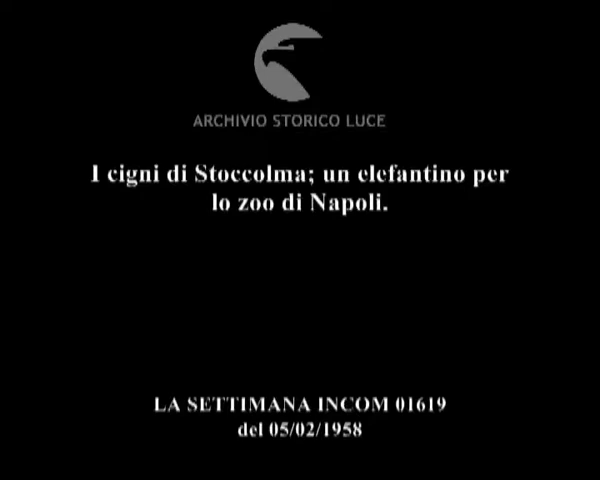 ARCHIVIO STORICO LUCE
I cigni di Stoccolma; un elefantino per
lo zoo di Napoli.
LA SETTIMANA INCOM 01619
del 05/02/1958